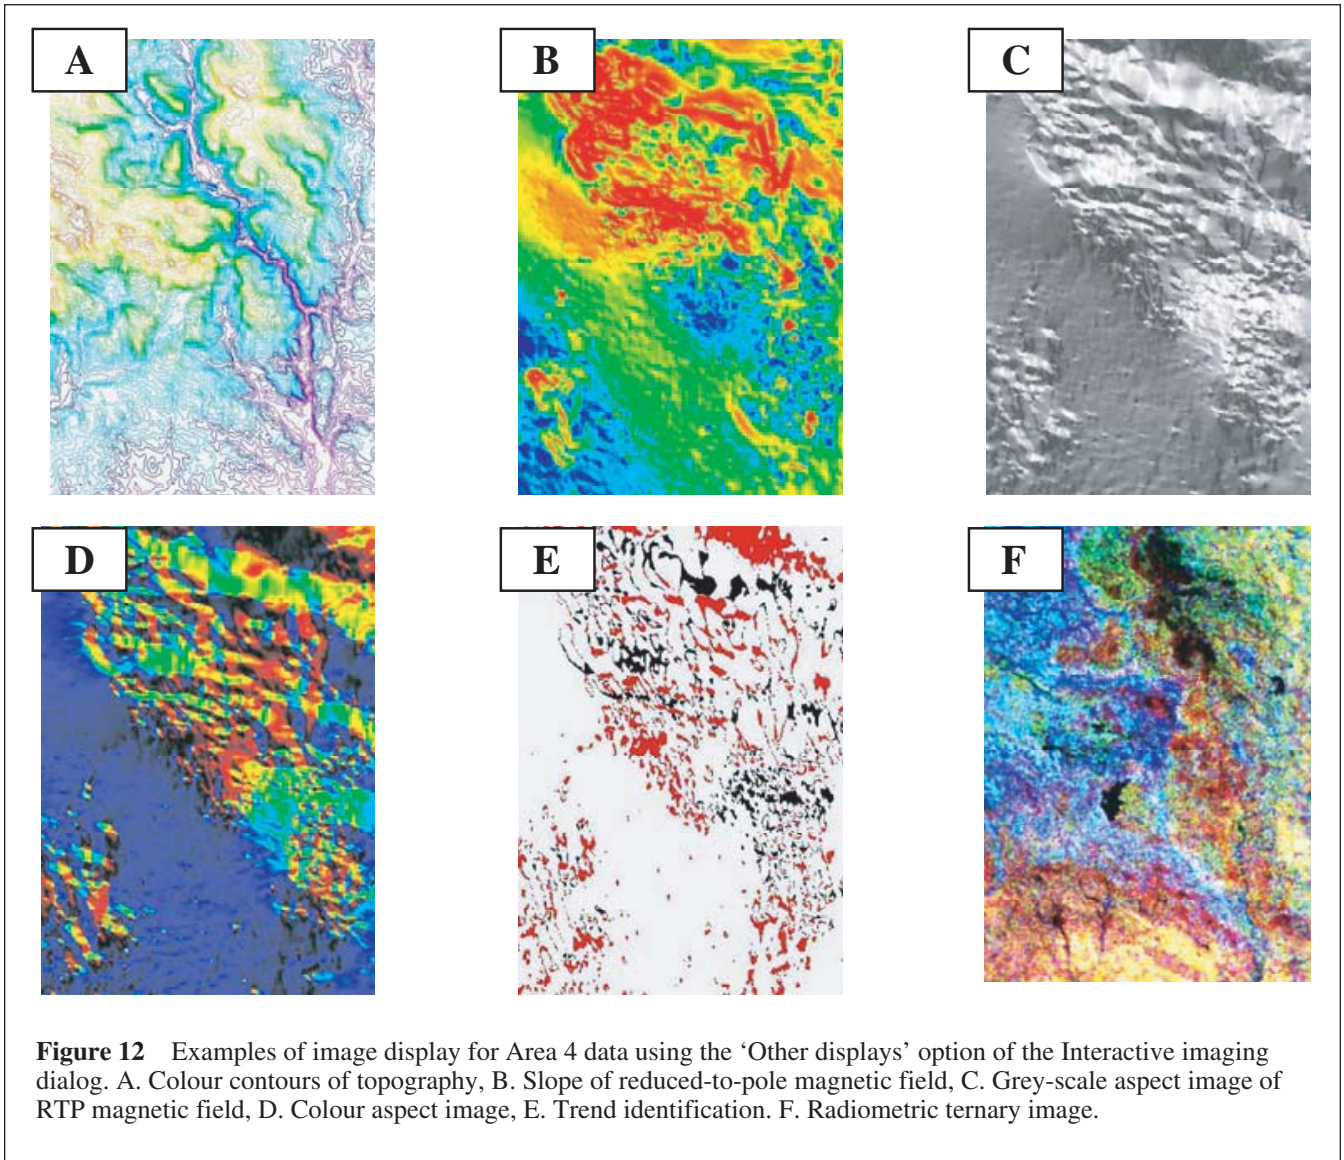 A
B
C
D
E
F
Figure 12 Examples of image display for Area 4 data using the ‘Other displays’ option of the Interactive imaging
dialog. A. Colour contours of topography, B. Slope of reduced-to-pole magnetic field, C. Grey-scale aspect image of
RTP magnetic field, D. Colour aspect image, E. Trend identification. F. Radiometric ternary image.